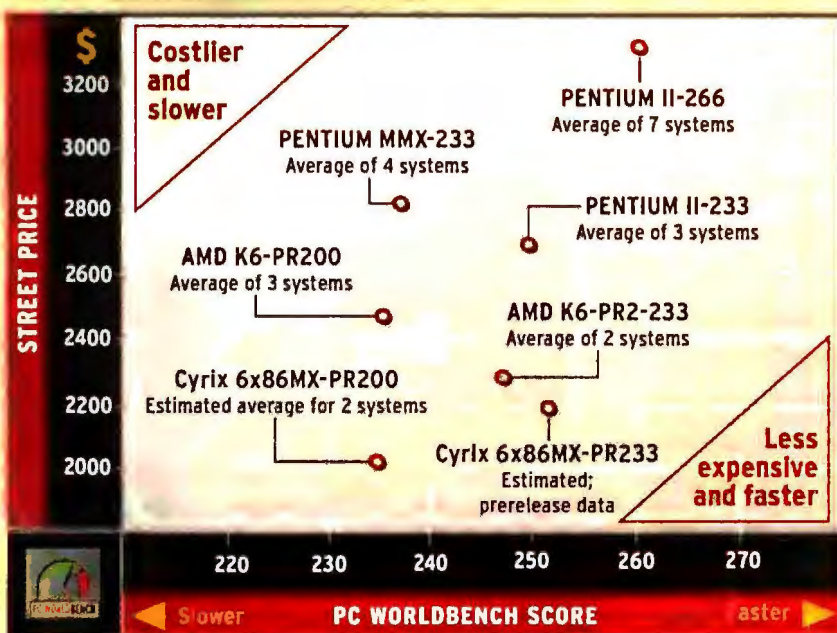 $
3200
3000
2800
2600
2400
2200
2000
STREET PRICE
Costlier
and
slower
PENTIUM II-266
Average of 7 systems
PENTIUM MMX-233
Average of 4 systems
PENTIUM II-233
Average of 3 systems
AMD K6-PR200
Average of 3 systems
AMD K6-PR2-233
Average of 2 systems
Cyrix 6x86MX-PR200
Estimated average for 2 systems
Cyrix 6x86MX-PR233
Estimated;
prerelease data
Less
expensive
and faster
220 230 240 250 260 270
PC WORLDBENCH
Slower PC WORLDBENCH SCORE aster